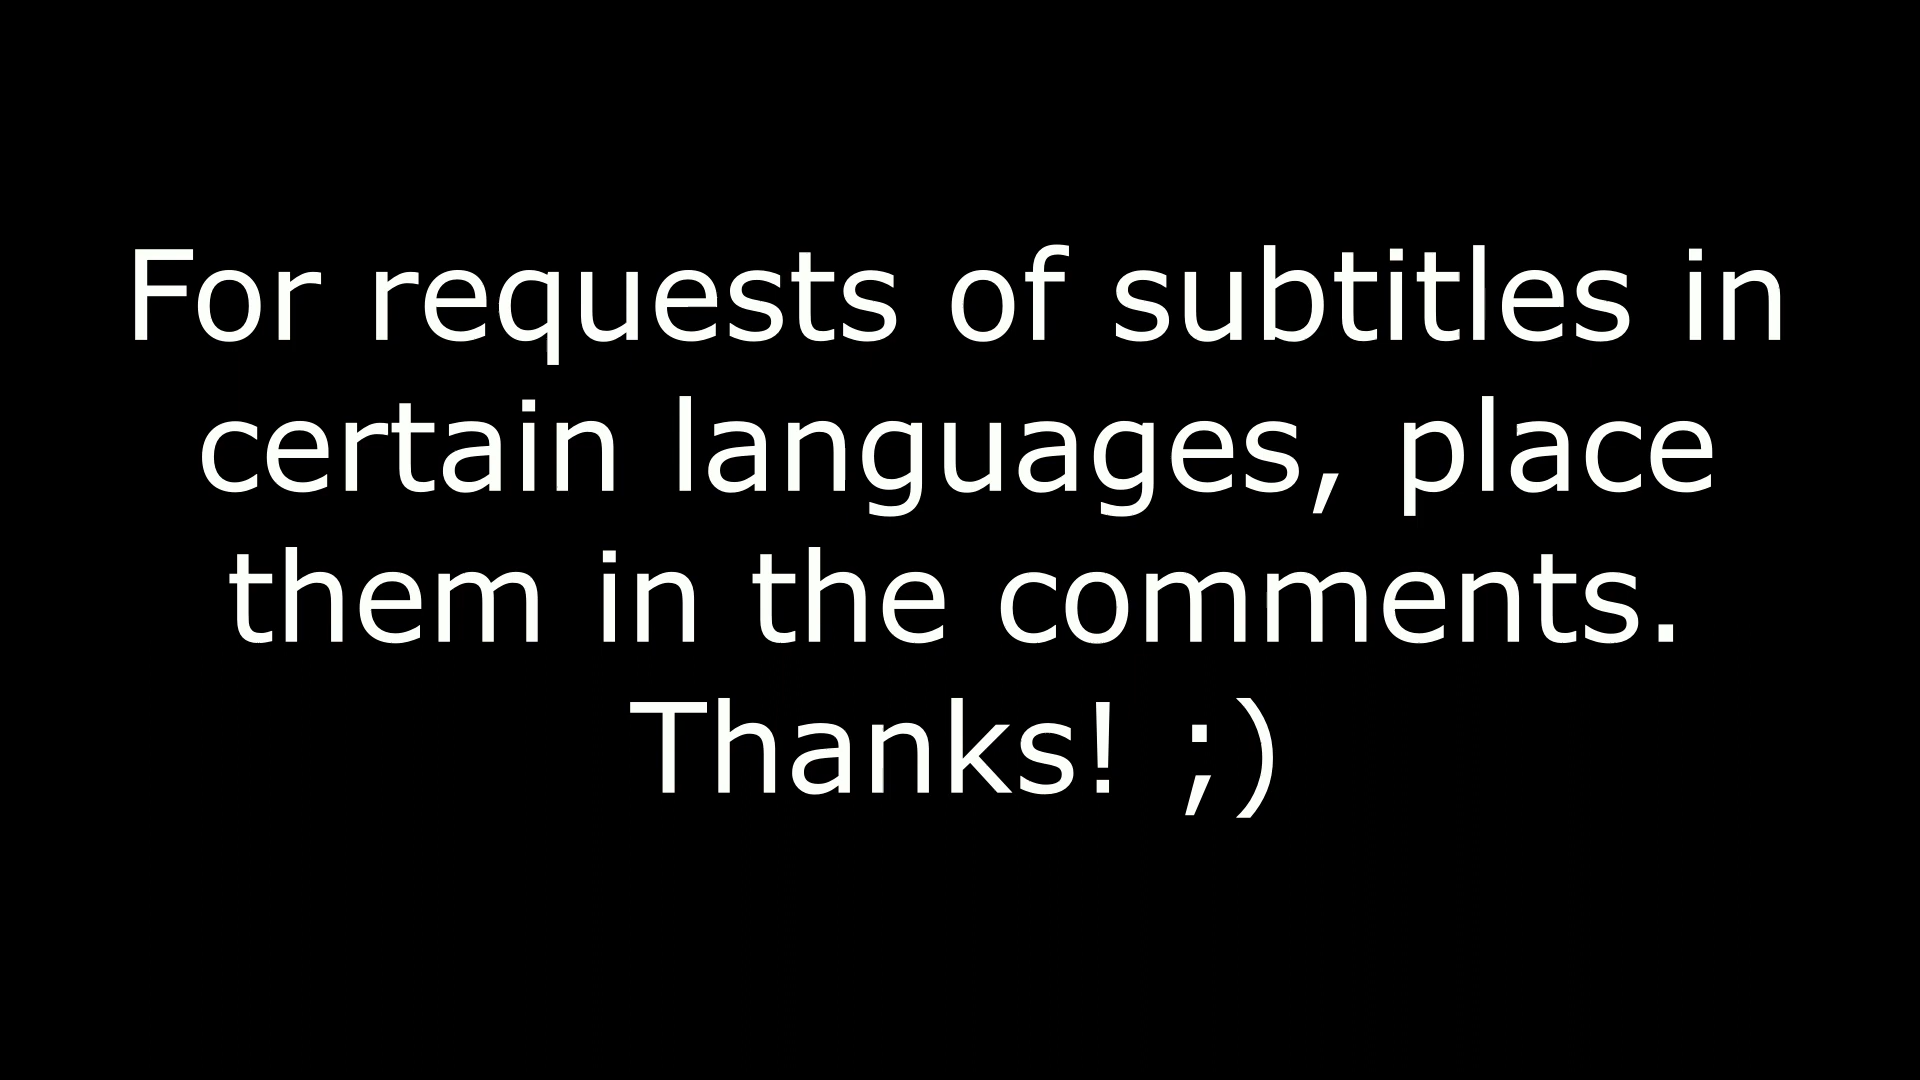 For requests of subtitles in
certain languages, place
them in the comments.
Thanks! ;)